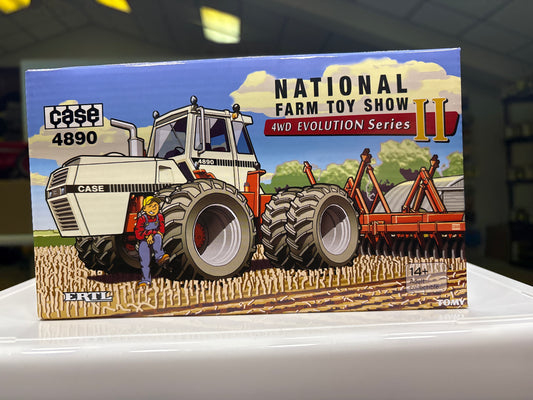 case
4890
NATIONAL
FARM TOY SHOW
4WD EVOLUTION Series II
4890
CASE
14+
ERTL
TOMY